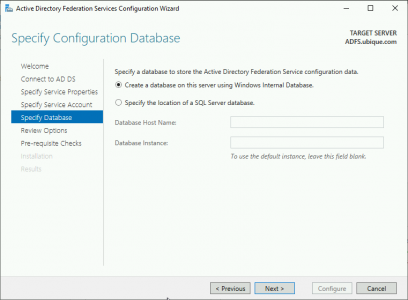 Active Directory Federation Services Configuration Wizard
Specify Configuration Database
TARGET SERVER
ADFS.ubique.com
Welcome
Connect to AD DS
Specify Service Properties
Specify Service Account
Specify Database
Review Options
Pre-requisite Checks
Installation
Results
Specify a database to store the Active Directory Federation Service configuration data.
Create a database on this server using Windows Internal Database.
Specify the location of a SQL Server database.
Database Host Name:
Database Instance:
To use the default instance, leave this field blank.
< Previous
Next >
Configure
Cancel